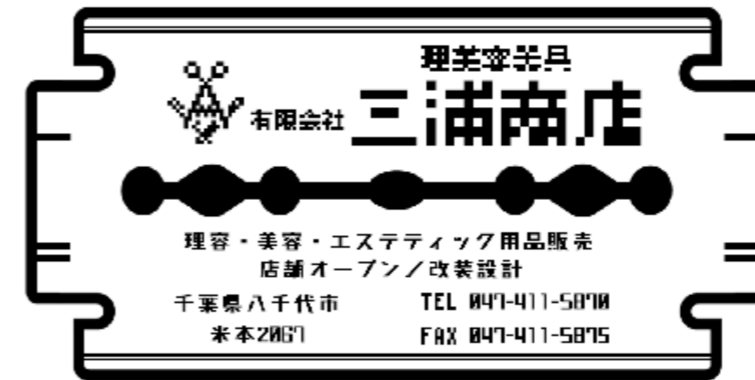 理美容器具
有限会社 三浦商店
理容・美容・エステティック用品販売
店舗オープン/改装設計
千葉県八千代市
米本2067
TEL 047-411-5870
FAX 047-411-5875